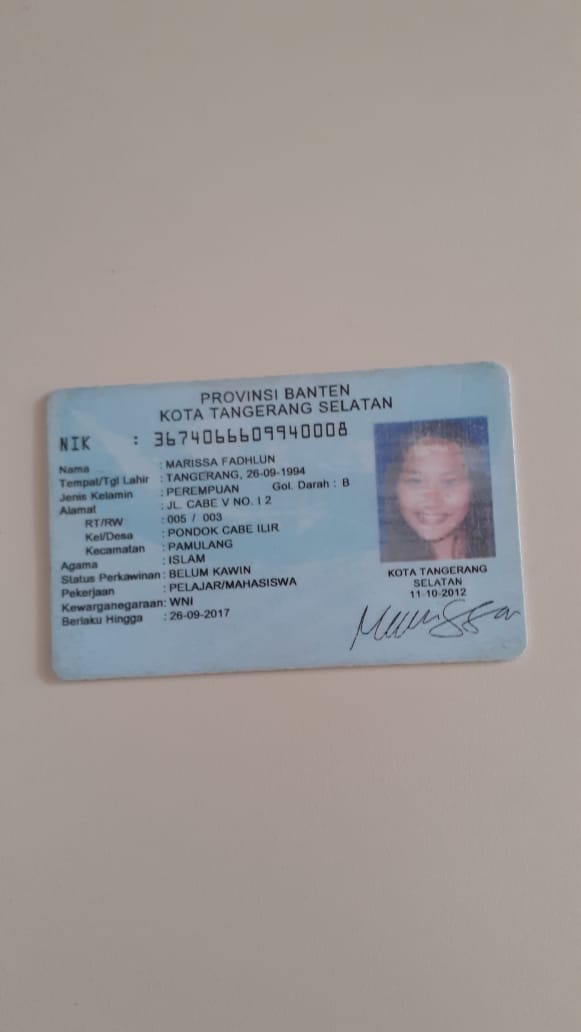 PROVINSI BANTEN
KOTA TANGERANG SELATAN
NIK : 3674066609940008
Nama : MARISSA FADHLUN
Tempat/Tgl Lahir : TANGERANG, 26-09-1994
Jenis Kelamin : PEREMPUAN Gol. Darah : B
Alamat : JL. CABE V NO. I 2
RT/RW : 005 / 003
Kel/Desa : PONDOK CABE ILIR
Kecamatan : PAMULANG
Agama : ISLAM
Status Perkawinan : BELUM KAWIN
Pekerjaan : PELAJAR/MAHASISWA
Kewarganegaraan: WNI
Berlaku Hingga : 26-09-2017
KOTA TANGERANG
SELATAN
11-10-2012
Marissa